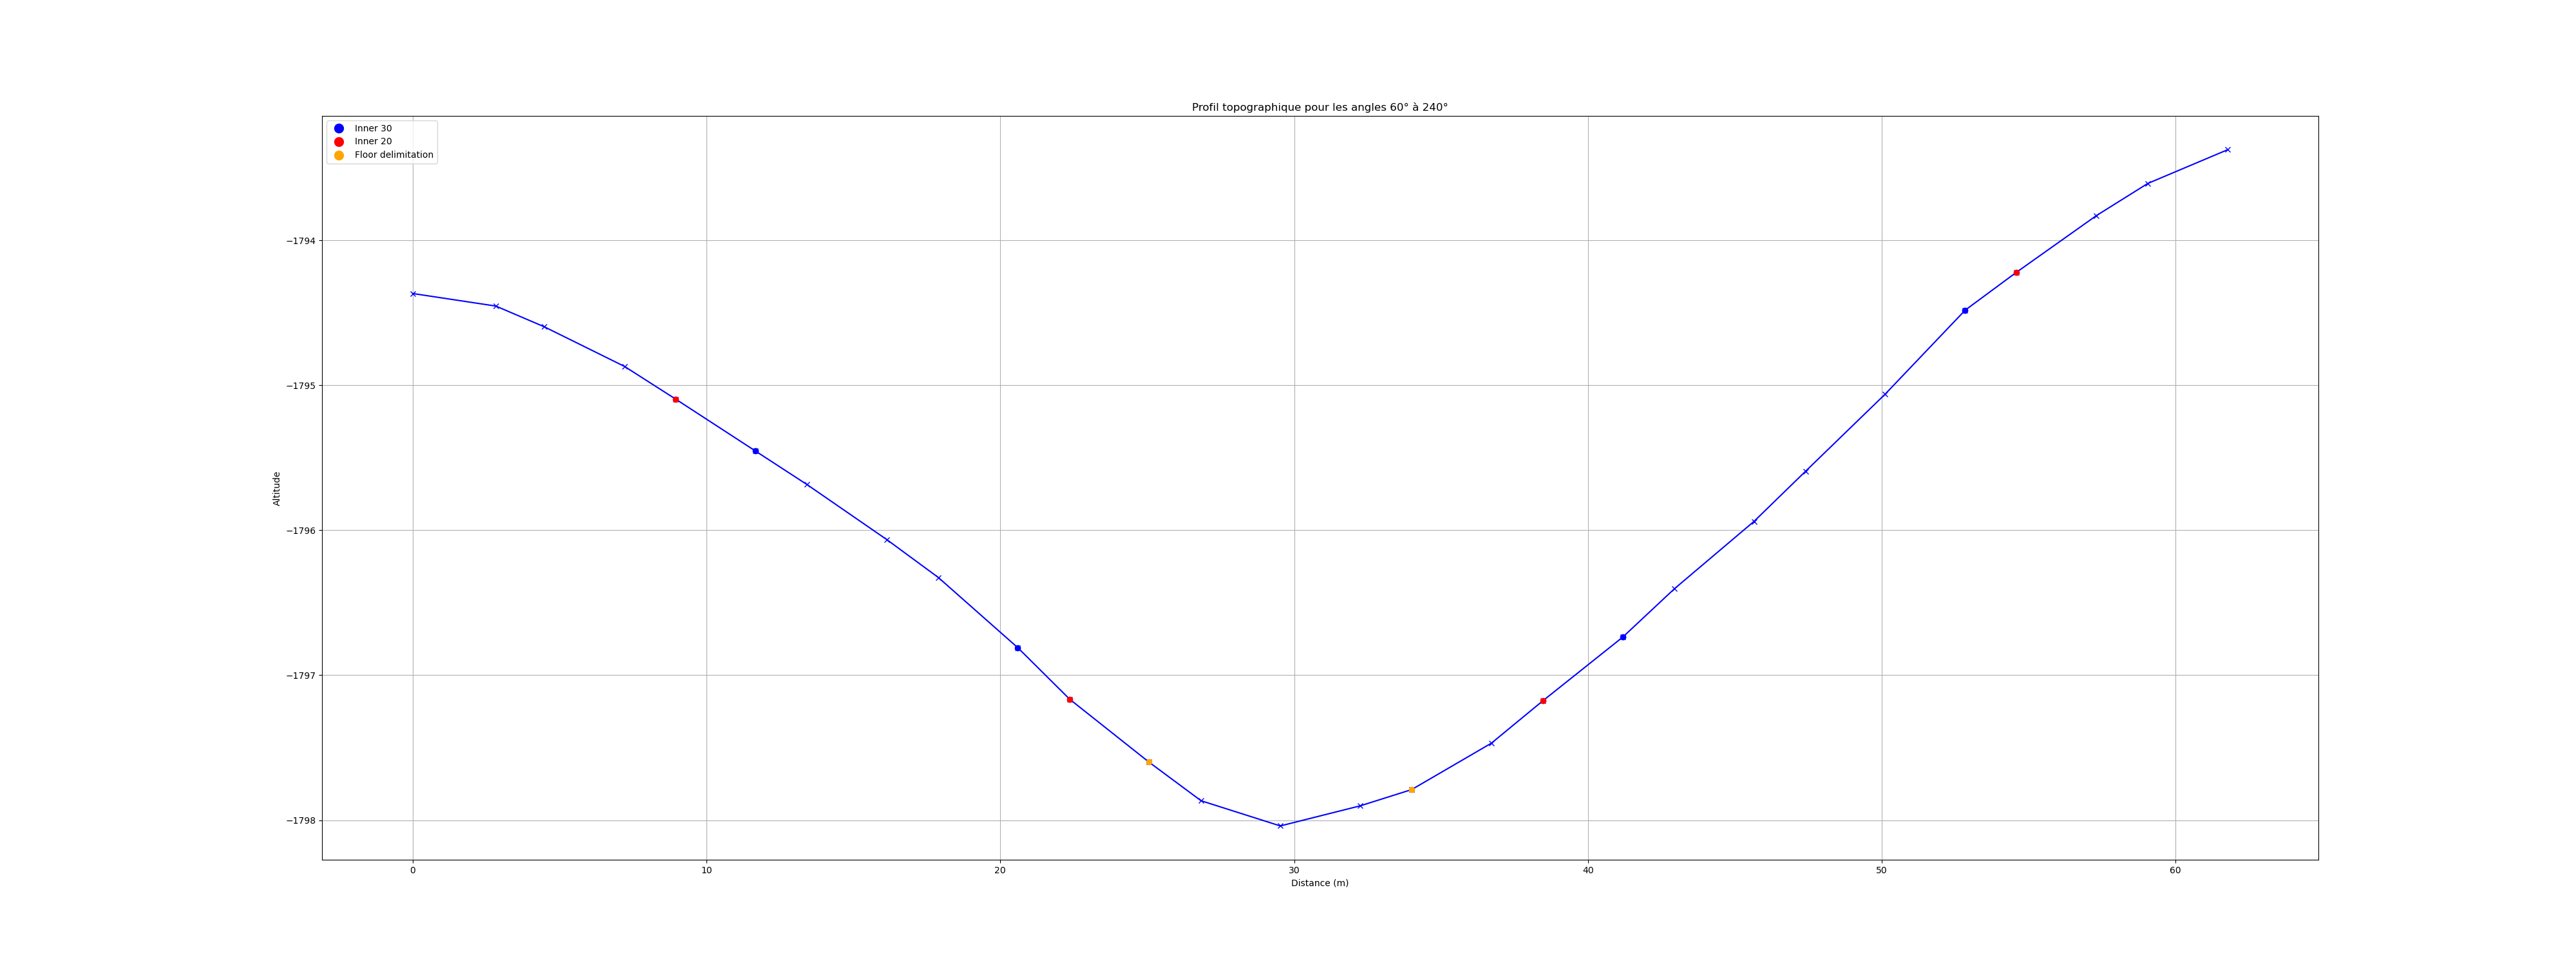 Profil topographique pour les angles 60° à 240°
Inner 30
Inner 20
Floor delimitation
Altitude
−1794
−1795
−1796
−1797
−1798
0 10 20 30 40 50 60
Distance (m)